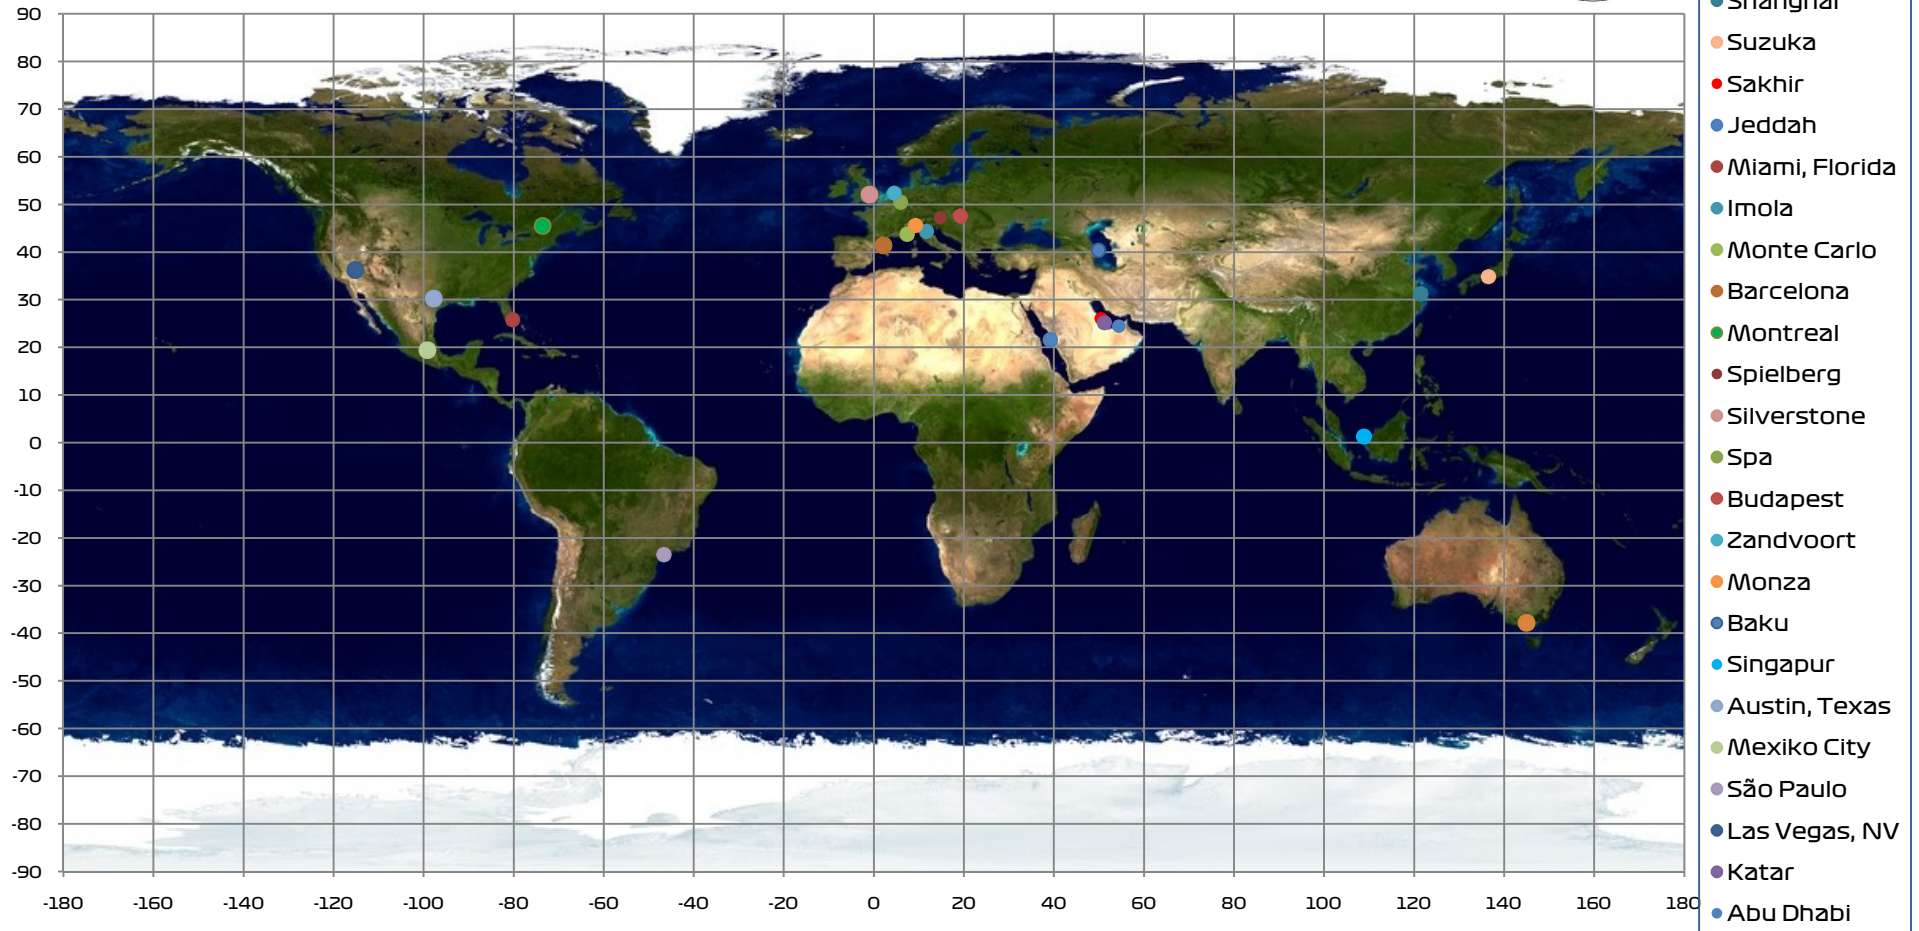 90
80
70
60
50
40
30
20
10
0
-10
-20
-30
-40
-50
-60
-70
-80
-90
-180 -160 -140 -120 -100 -80 -60 -40 -20 0 20 40 60 80 100 120 140 160 180
Shanghai
Suzuka
Sakhir
Jeddah
Miami, Florida
Imola
Monte Carlo
Barcelona
Montreal
Spielberg
Silverstone
Spa
Budapest
Zandvoort
Monza
Baku
Singapur
Austin, Texas
Mexiko City
São Paulo
Las Vegas, NV
Katar
Abu Dhabi